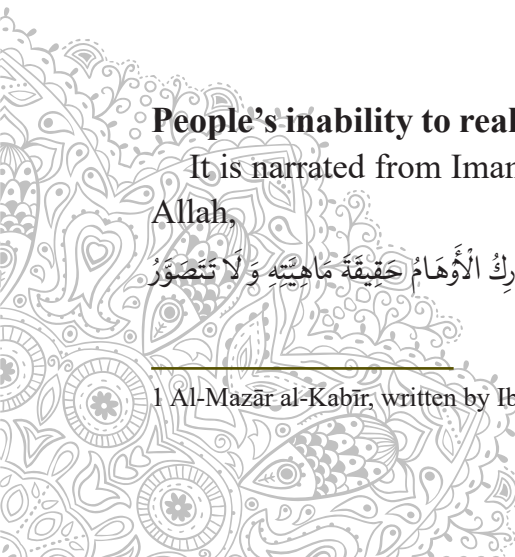 People’s inability to real
It is narrated from Iman
Allah,
رِكُ الْأَوْهَامُ حَقِيقَةَ مَاهِيَّتِهِ وَ لَا تَتَصَوَّرُ
1 Al-Mazār al-Kabīr, written by Ib